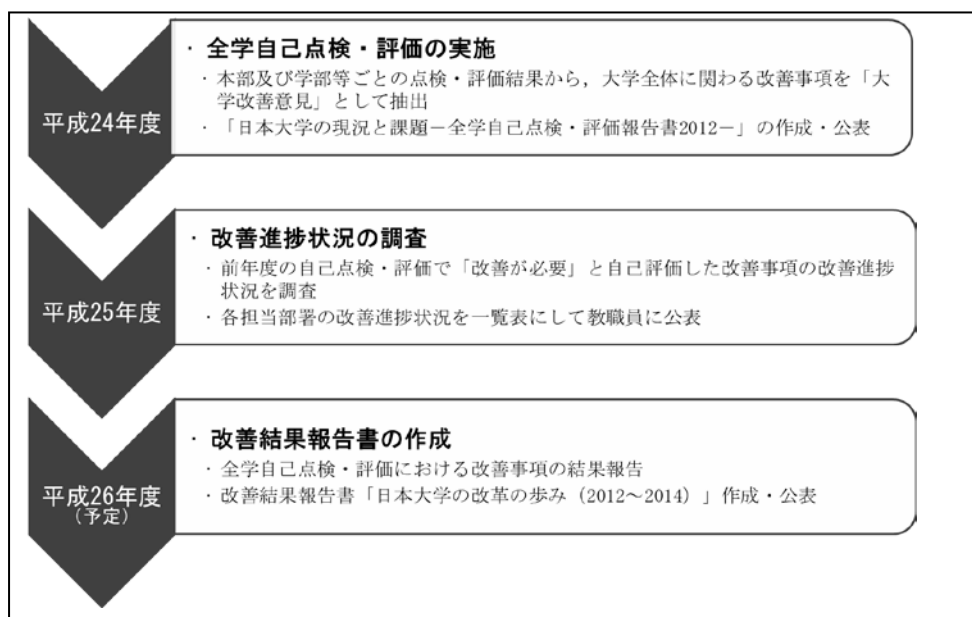 平成24年度
・全学自己点検・評価の実施
・本部及び学部等ごとの点検・評価結果から，大学全体に関わる改善事項を「大
学改善意見」として抽出
・「日本大学の現況と課題－全学自己点検・評価報告書2012－」の作成・公表
平成25年度
・改善進捗状況の調査
・前年度の自己点検・評価で「改善が必要」と自己評価した改善事項の改善進捗
状況を調査
・各担当部署の改善進捗状況を一覧表にして教職員に公表
平成26年度
（予定）
・改善結果報告書の作成
・全学自己点検・評価における改善事項の結果報告
・改善結果報告書「日本大学の改革の歩み（2012～2014）」作成・公表